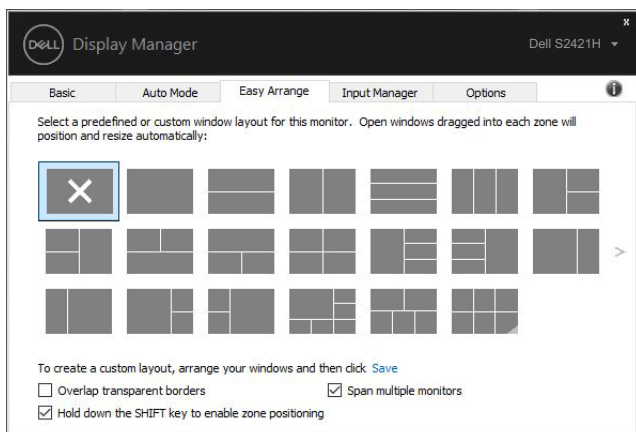 x
DELL Display Manager Dell S2421H
Basic Auto Mode Easy Arrange Input Manager Options i
Select a predefined or custom window layout for this monitor. Open windows dragged into each zone will
position and resize automatically:
>
To create a custom layout, arrange your windows and then click Save
Overlap transparent borders Span multiple monitors
Hold down the SHIFT key to enable zone positioning